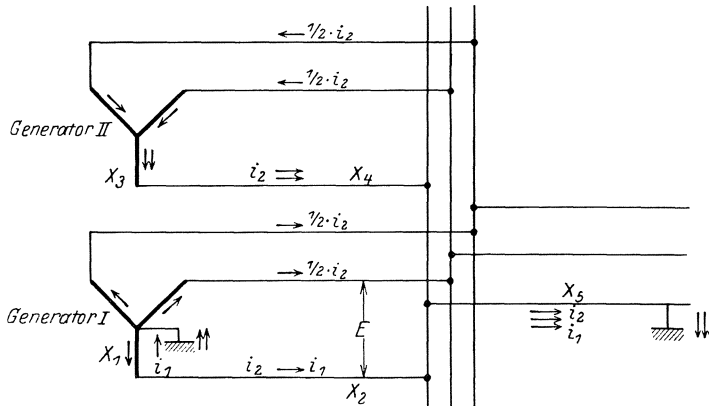 ½·i₂
½·i₂
Generator II
X₃
i₂
X₄
½·i₂
½·i₂
Generator I
E
X₅
i₂
i₁
X₁
i₁
i₂
i₁
X₂